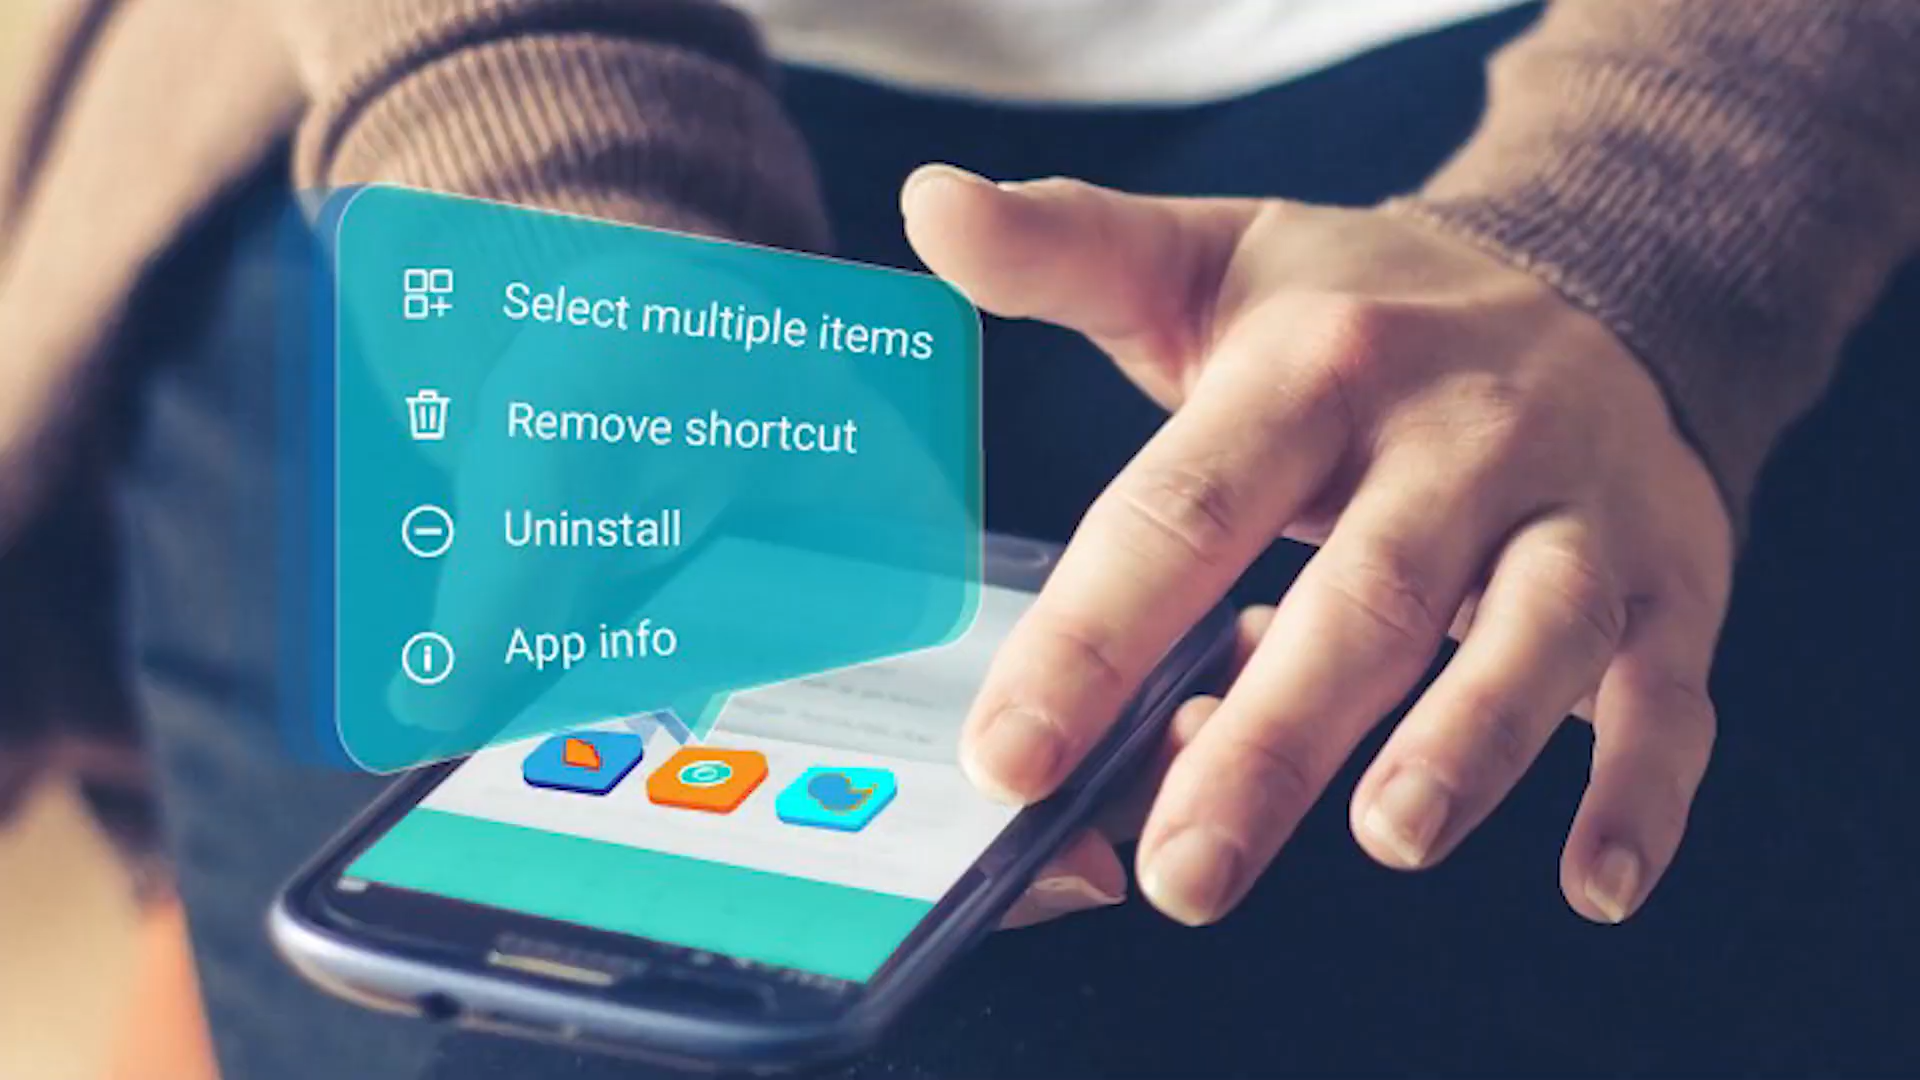 Select multiple items
Remove shortcut
Uninstall
App info